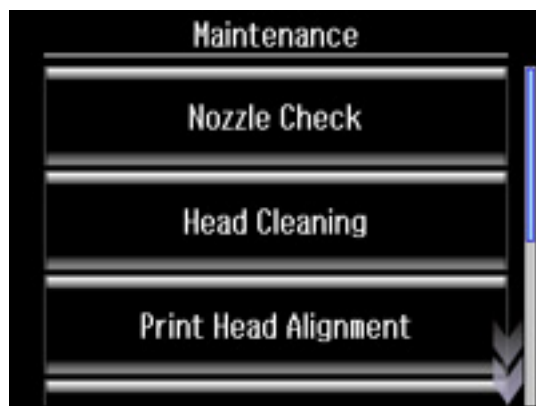 Maintenance
Nozzle Check
Head Cleaning
Print Head Alignment